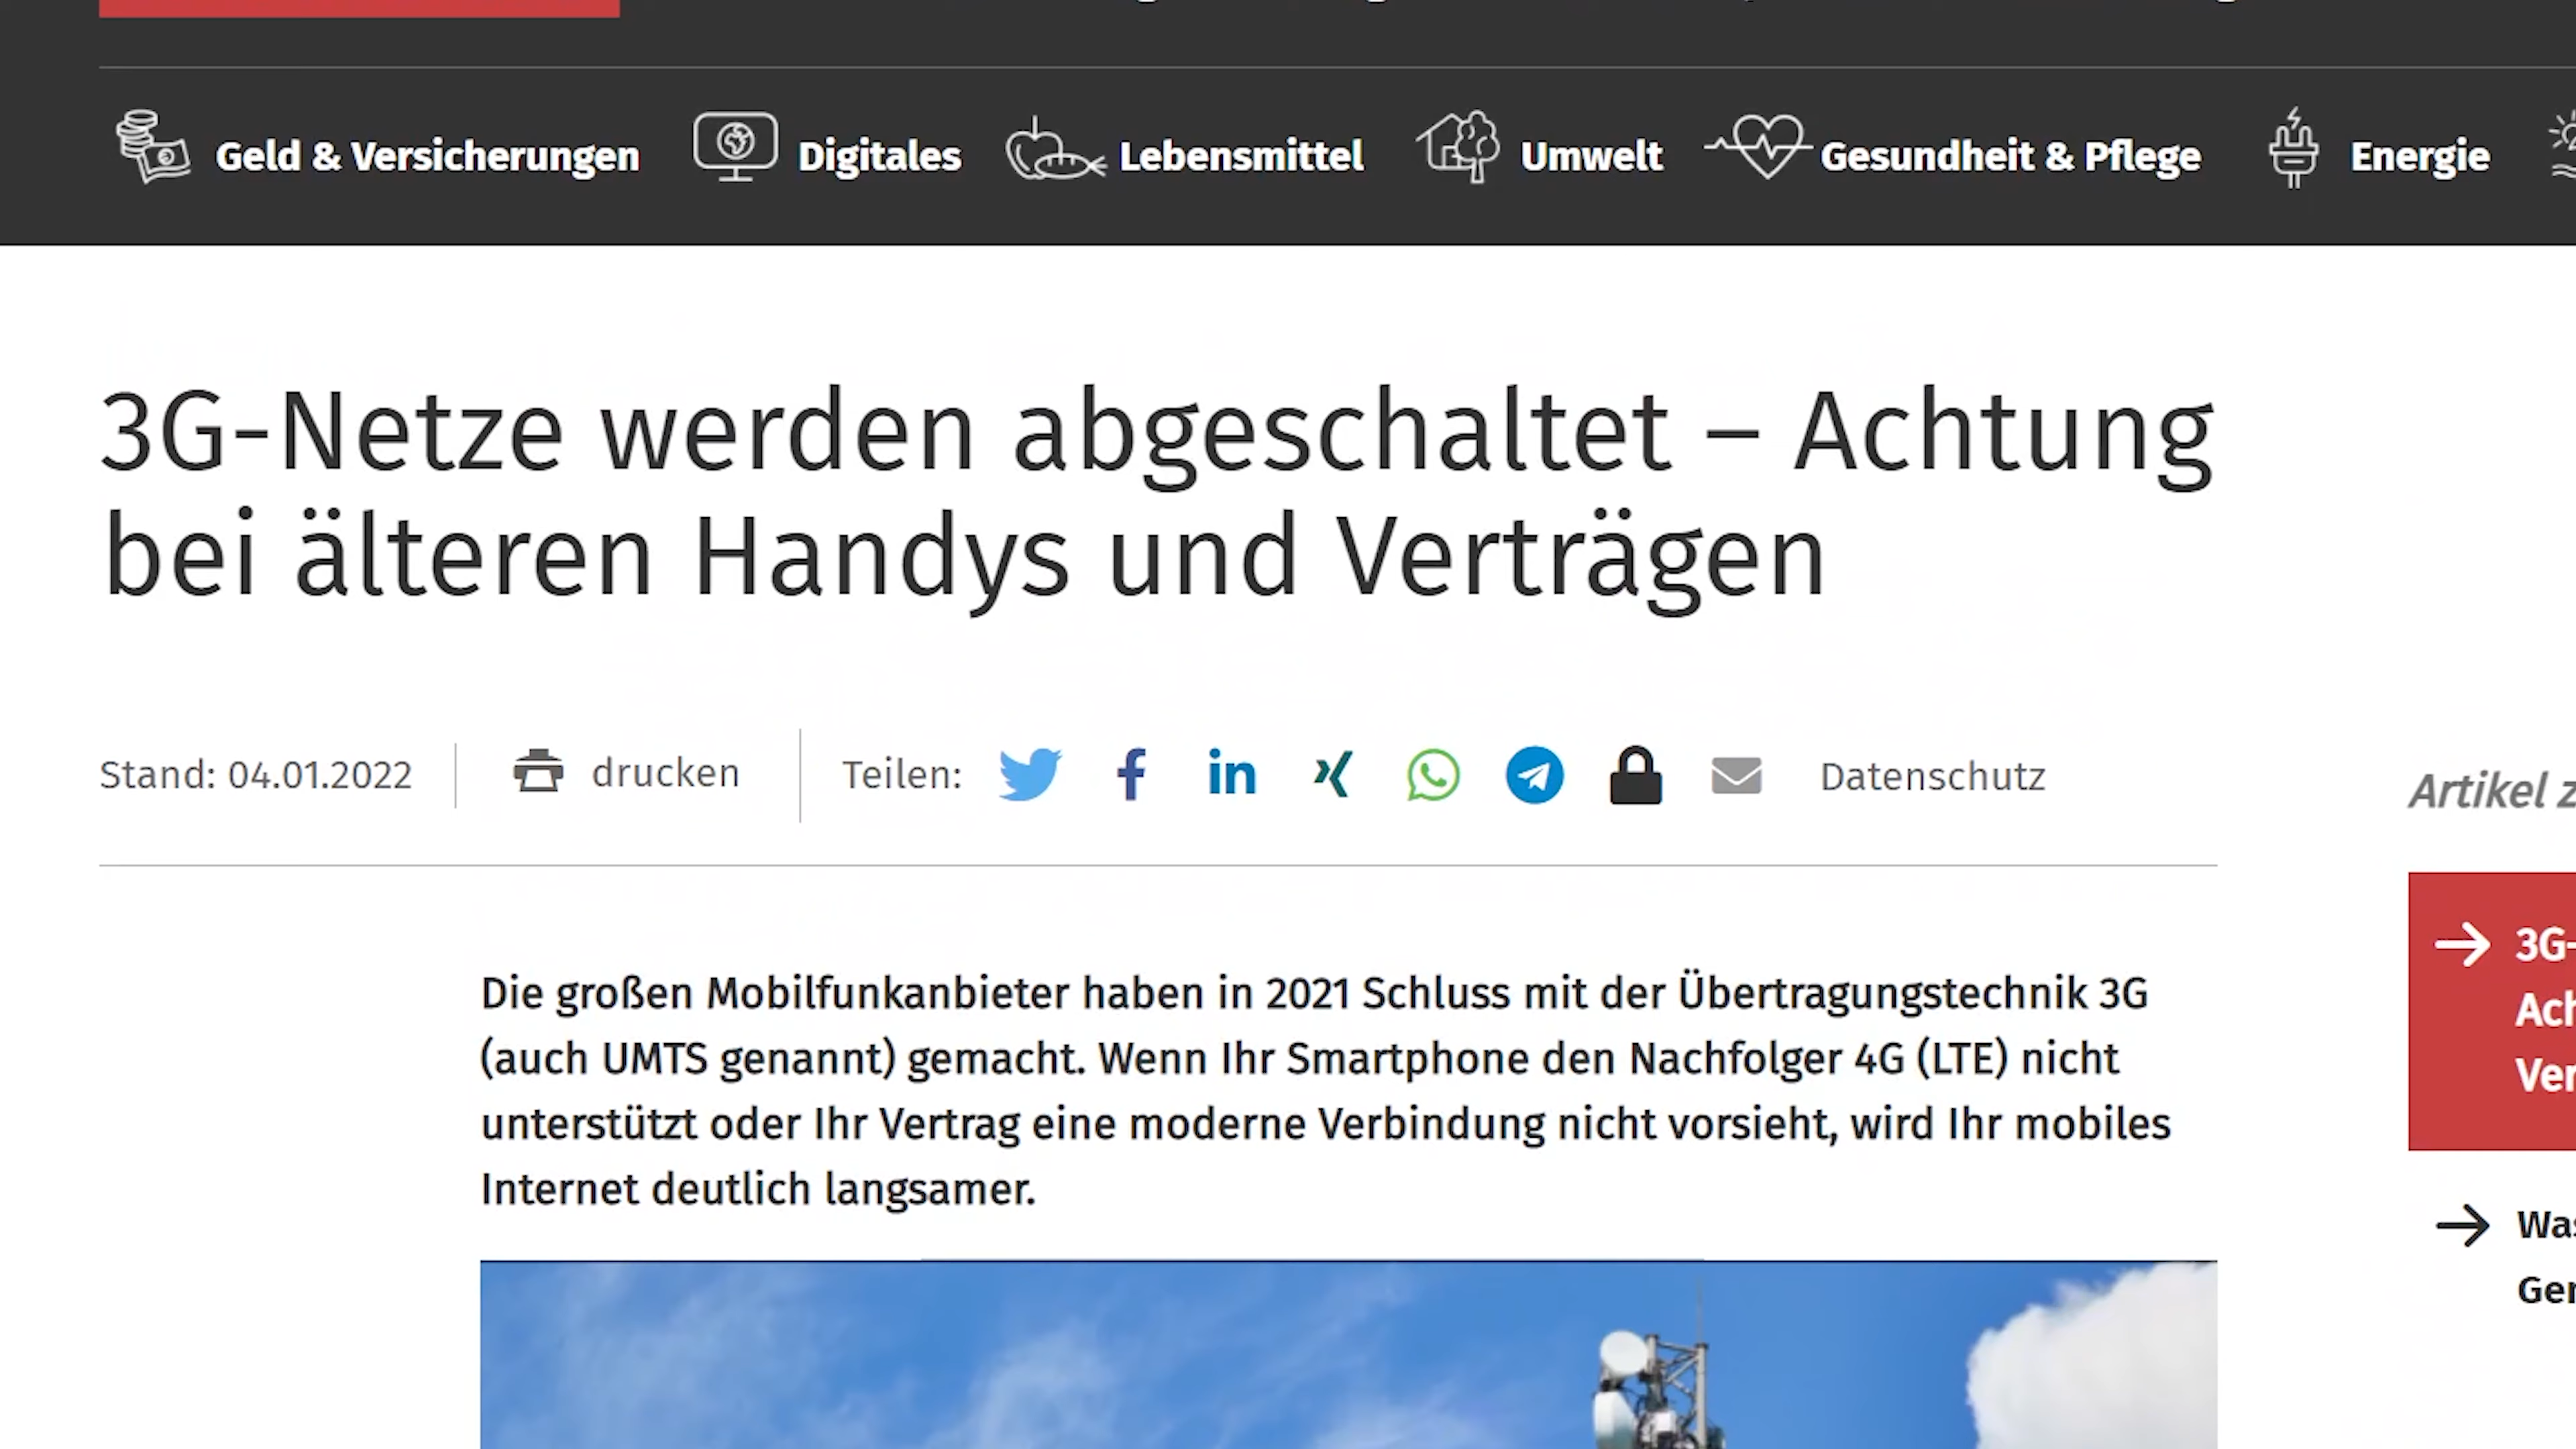 Geld & Versicherungen Digitales Lebensmittel Umwelt Gesundheit & Pflege Energie
3G-Netze werden abgeschaltet – Achtung
bei älteren Handys und Verträgen
Stand: 04.01.2022 drucken Teilen: Datenschutz
Artikel
Die großen Mobilfunkanbieter haben in 2021 Schluss mit der Übertragungstechnik 3G
(auch UMTS genannt) gemacht. Wenn Ihr Smartphone den Nachfolger 4G (LTE) nicht
unterstützt oder Ihr Vertrag eine moderne Verbindung nicht vorsieht, wird Ihr mobiles
Internet deutlich langsamer.
3G-